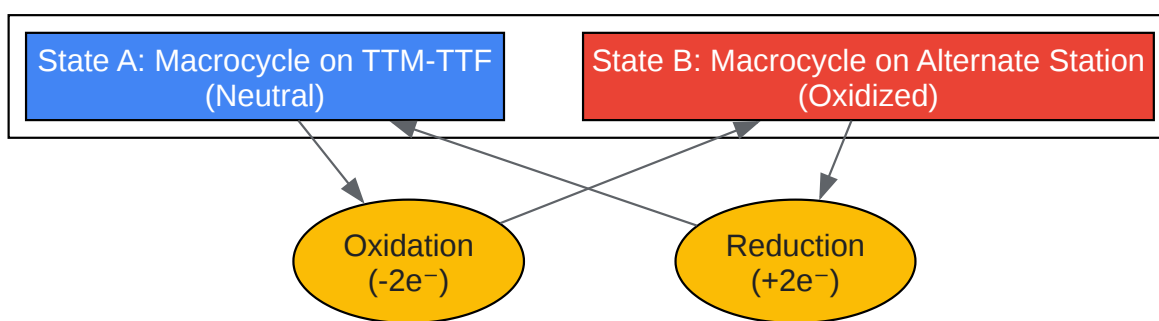 State A: Macrocycle on TTM-TTF
(Neutral)
State B: Macrocycle on Alternate Station
(Oxidized)
Oxidation
(-2e⁻)
Reduction
(+2e⁻)